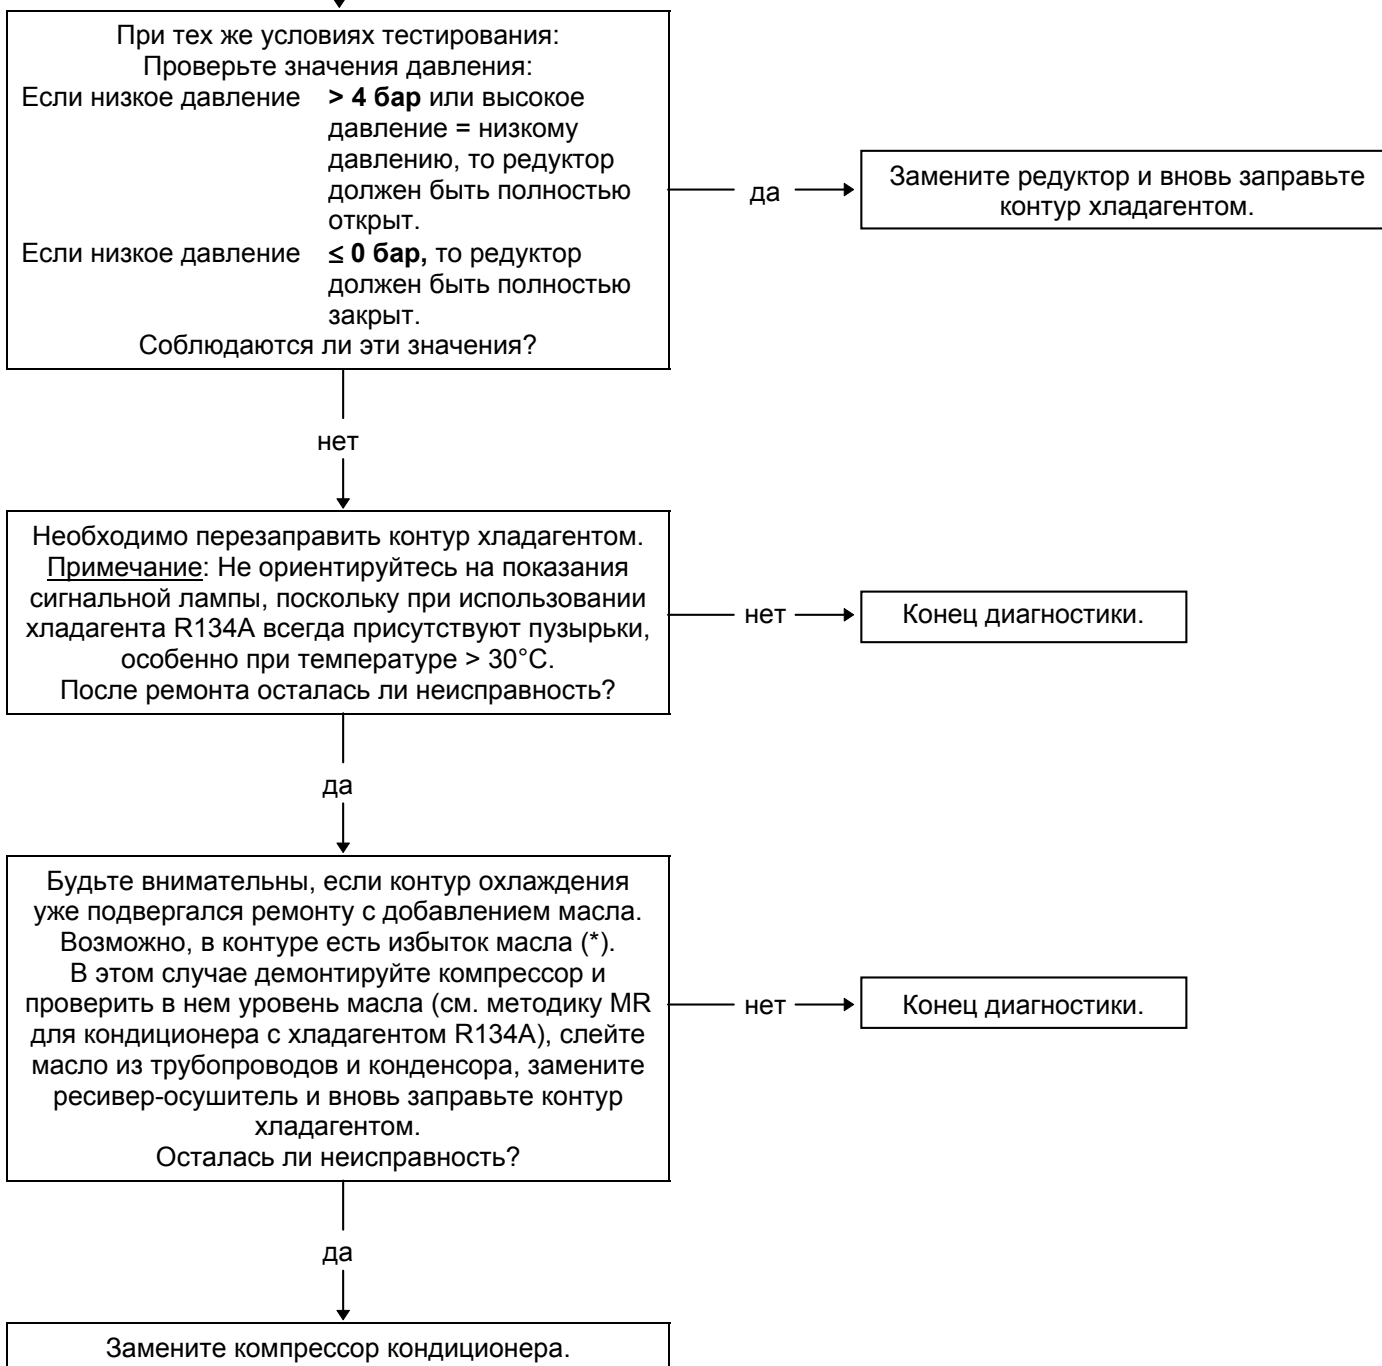 При тех же условиях тестирования:
Проверьте значения давления:
Если низкое давление > 4 бар или высокое
давление = низкому
давлению, то редуктор
должен быть полностью
открыт.
Если низкое давление ≤ 0 бар, то редуктор
должен быть полностью
закрыт.
Соблюдаются ли эти значения?
да
Замените редуктор и вновь заправьте
контур хладагентом.
нет
Необходимо перезаправить контур хладагентом.
Примечание: Не ориентируйтесь на показания
сигнальной лампы, поскольку при использовании
хладагента R134A всегда присутствуют пузырьки,
особенно при температуре > 30°C.
После ремонта осталась ли неисправность?
нет
Конец диагностики.
да
Будьте внимательны, если контур охлаждения
уже подвергался ремонту с добавлением масла.
Возможно, в контуре есть избыток масла (*).
В этом случае демонтируйте компрессор и
проверить в нем уровень масла (см. методику MR
для кондиционера с хладагентом R134A), слейте
масло из трубопроводов и конденсора, замените
ресивер-осушитель и вновь заправьте контур
хладагентом.
Осталась ли неисправность?
нет
Конец диагностики.
да
Замените компрессор кондиционера.